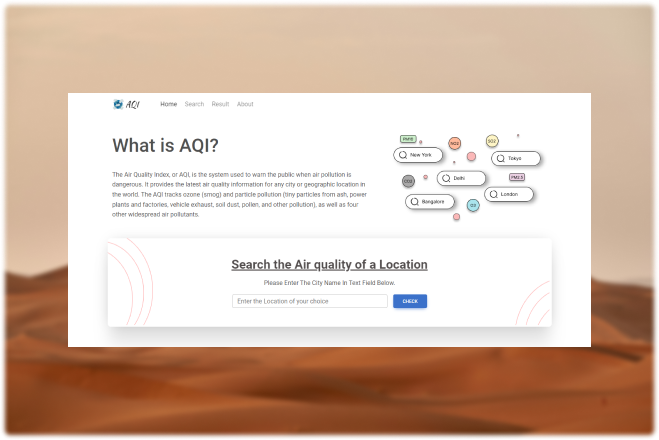 AQI
Home Search Result About
What is AQI?
The Air Quality Index, or AQI, is the system used to warn the public when air pollution is
dangerous. It provides the latest air quality information for any city or geographic location in
the world. The AQI tracks ozone (smog) and particle pollution (tiny particles from ash, power
plants and factories, vehicle exhaust, soil dust, pollen, and other pollution), as well as four
other widespread air pollutants.
PM10
SO2
SO2
New York
Tokyo
Delhi
PM2.5
CO2
London
Bangalore
O3
Search the Air quality of a Location
Please Enter The City Name In Text Field Below.
Enter the Location of your choice
CHECK